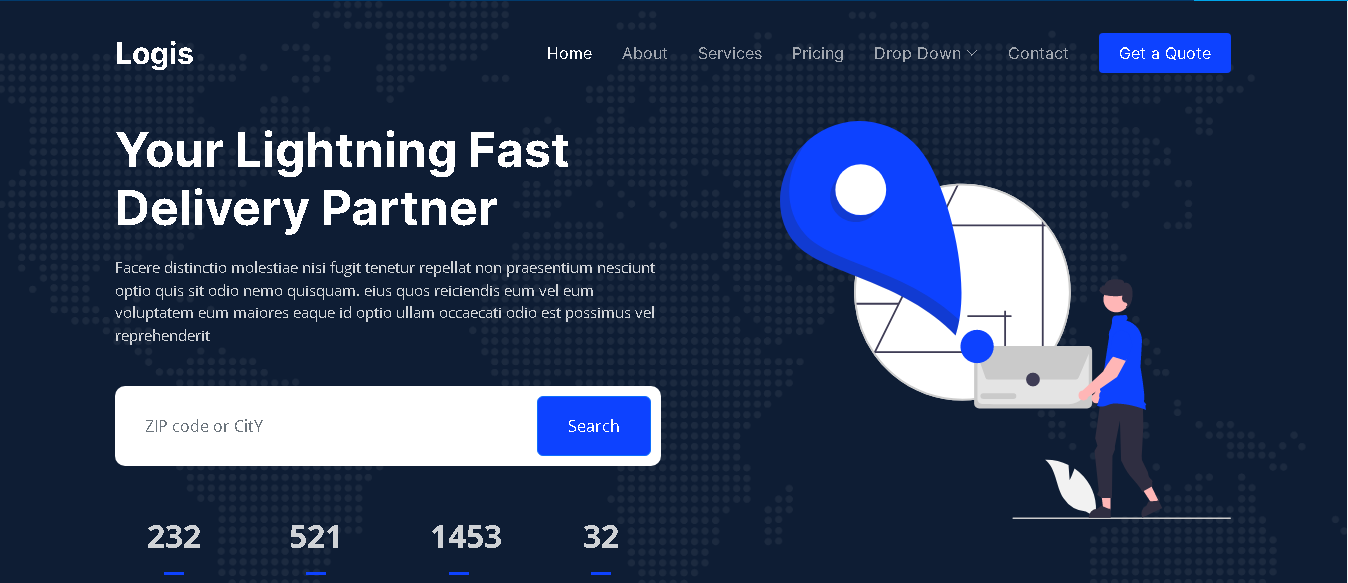 Logis
Home About Services Pricing Drop Down Contact Get a Quote
Your Lightning Fast
Delivery Partner
Facere distinctio molestiae nisi fugit tenetur repellat non praesentium nesciunt
optio quis sit odio nemo quisquam. eius quos reiciendis eum vel eum
voluptatem eum maiores eaque id optio ullam occaecati odio est possimus vel
reprehenderit
ZIP code or CitY Search
232 521 1453 32